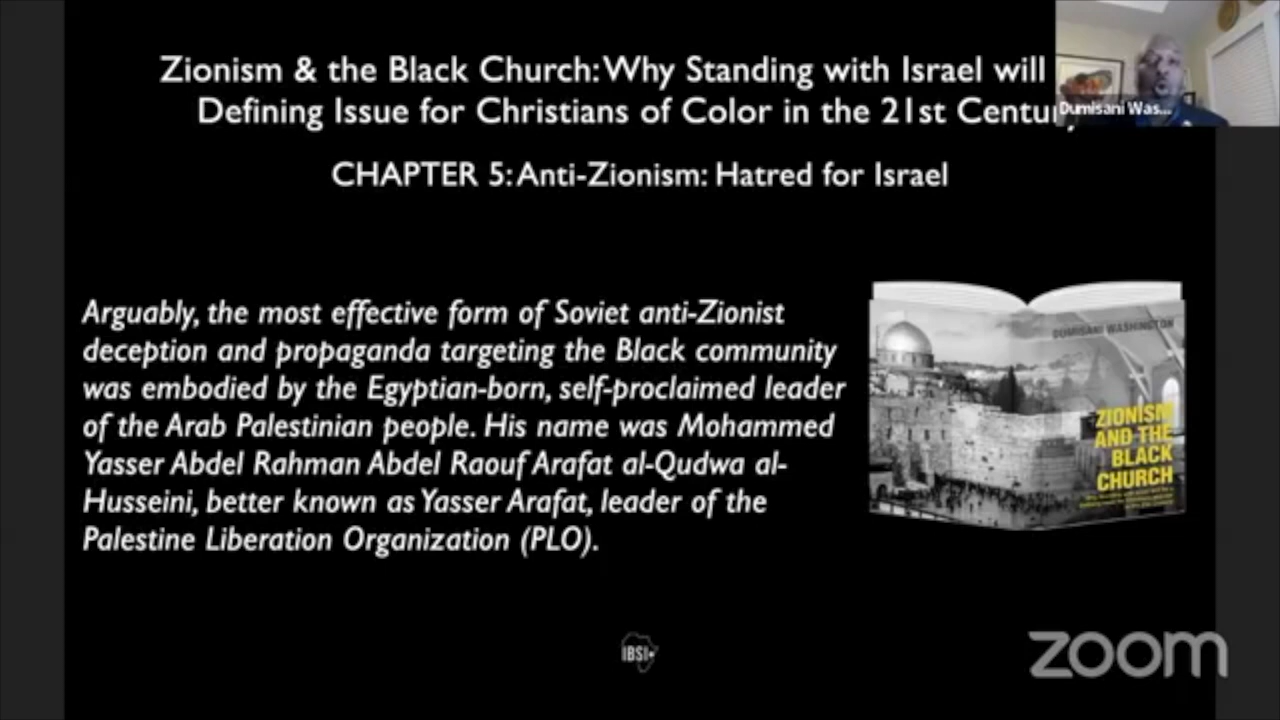 Zionism & the Black Church: Why Standing with Israel will
Defining Issue for Christians of Color in the 21st Century
CHAPTER 5: Anti-Zionism: Hatred for Israel
Dumisani Was...
Arguably, the most effective form of Soviet anti-Zionist
deception and propaganda targeting the Black community
was embodied by the Egyptian-born, self-proclaimed leader
of the Arab Palestinian people. His name was Mohammed
Yasser Abdel Rahman Abdel Raouf Arafat al-Qudwa al-
Husseini, better known as Yasser Arafat, leader of the
Palestine Liberation Organization (PLO).
DUMISANI WASHINGTON
ZIONISM
AND THE
BLACK
CHURCH
IBSI
zoom